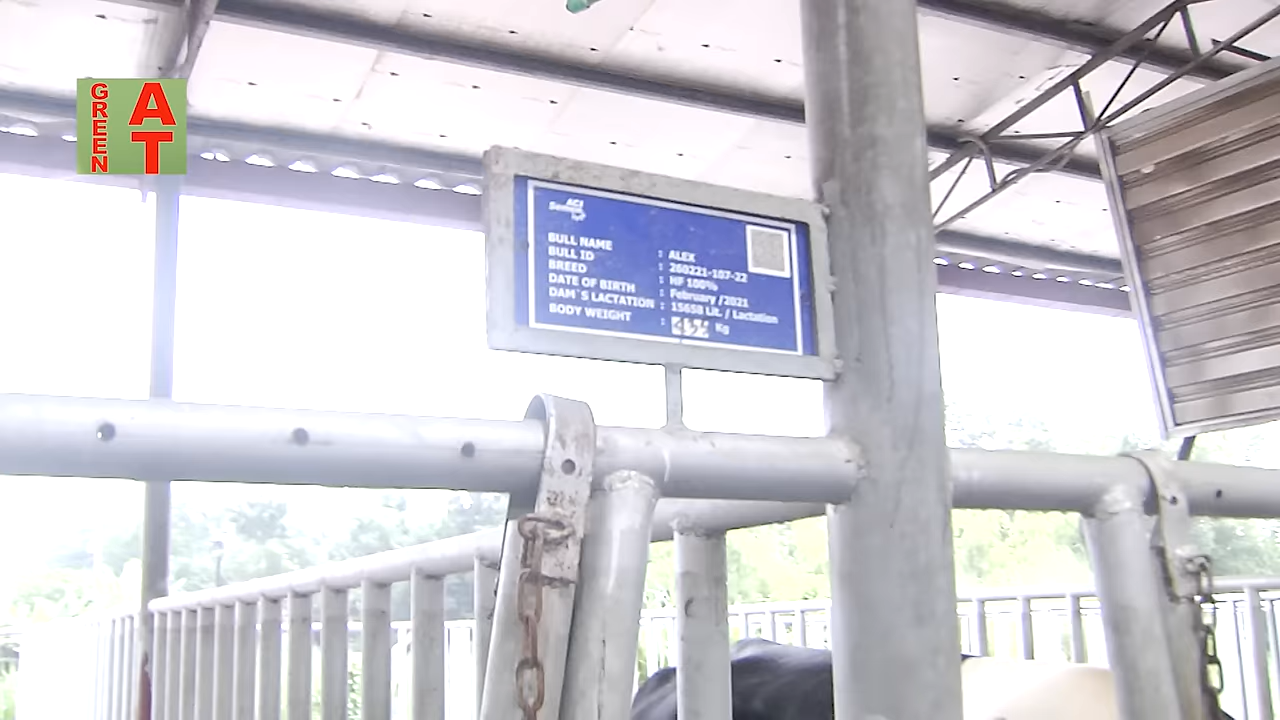 GREEN
AT
ACI
BULL NAME : ALEX
BULL ID : 260221-107-22
BREED : HF 100%
DATE OF BIRTH : February /2021
DAM`S LACTATION : 15658 Lit. / Lactation
BODY WEIGHT : Kg